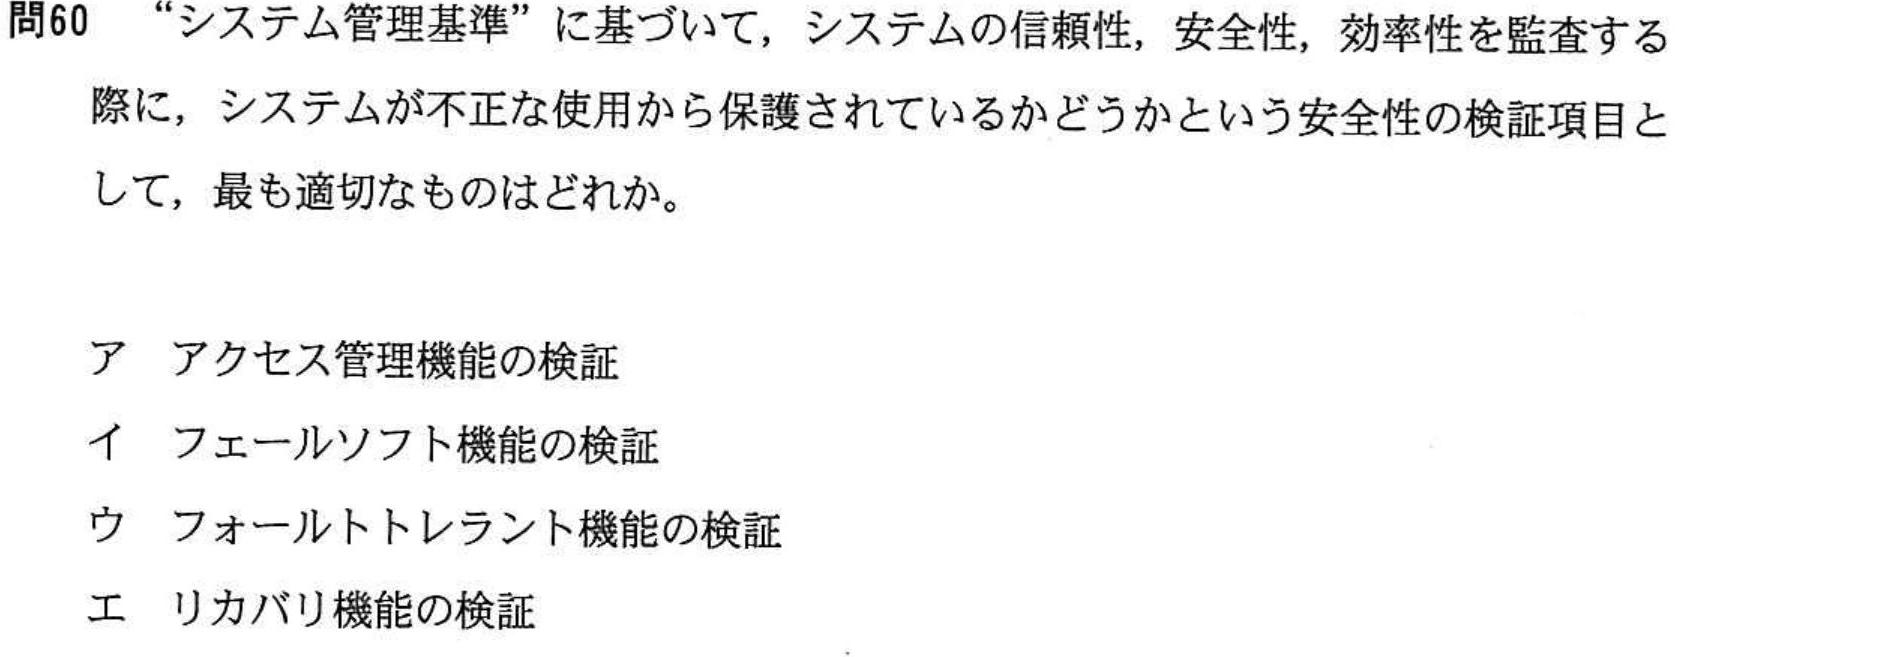 問60 “システム管理基準”に基づいて，システムの信頼性，安全性，効率性を監査する
際に，システムが不正な使用から保護されているかどうかという安全性の検証項目と
して，最も適切なものはどれか。
ア アクセス管理機能の検証
イ フェールソフト機能の検証
ウ フォールトトレラント機能の検証
エ リカバリ機能の検証